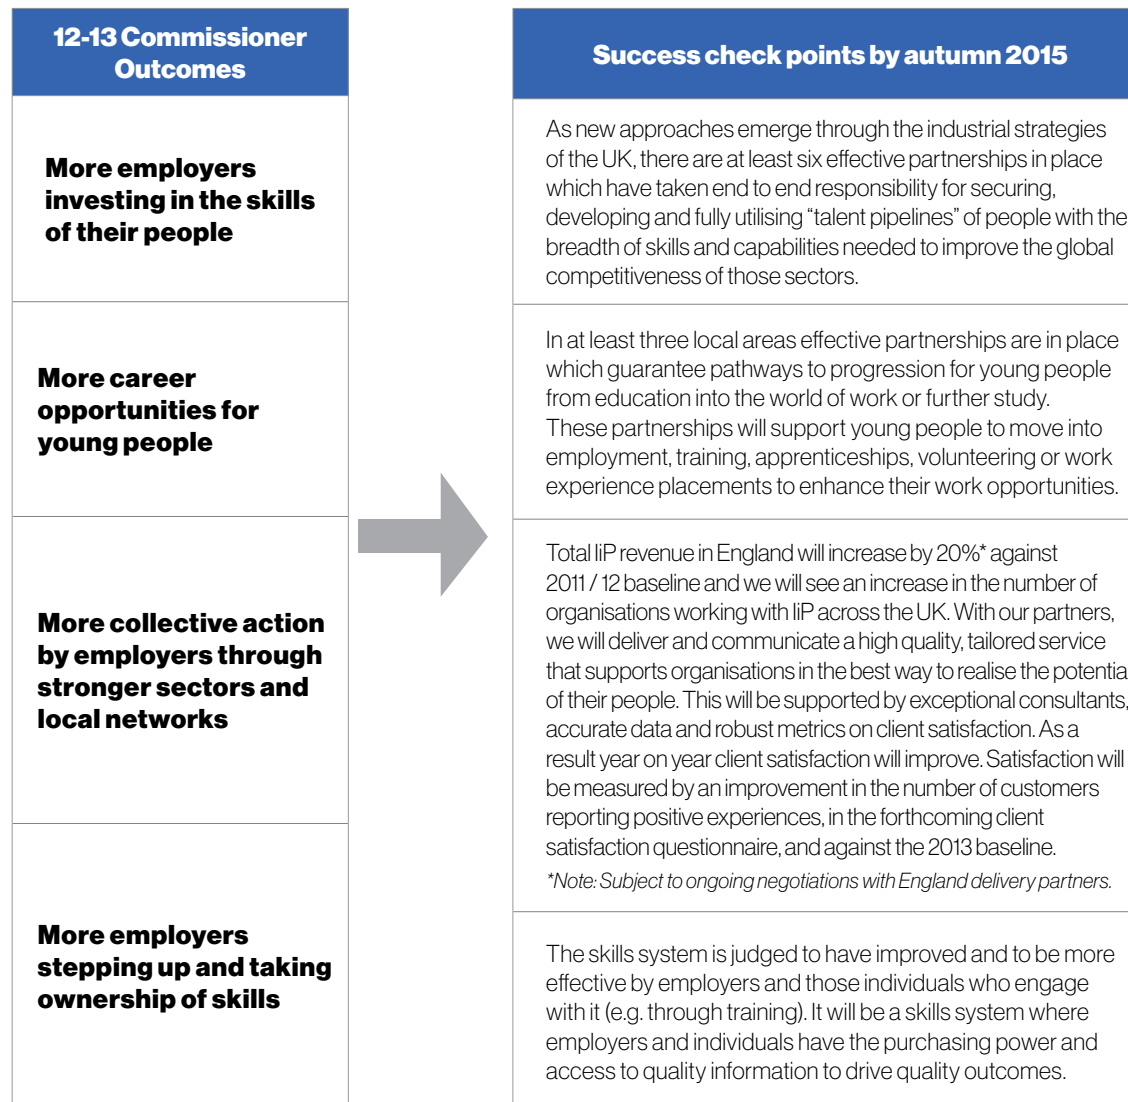 12-13 Commissioner
Outcomes
More employers
investing in the skills
of their people
More career
opportunities for
young people
More collective action
by employers through
stronger sectors and
local networks
More employers
stepping up and taking
ownership of skills
Success check points by autumn 2015
As new approaches emerge through the industrial strategies
of the UK, there are at least six effective partnerships in place
which have taken end to end responsibility for securing,
developing and fully utilising “talent pipelines” of people with the
breadth of skills and capabilities needed to improve the global
competitiveness of those sectors.
In at least three local areas effective partnerships are in place
which guarantee pathways to progression for young people
from education into the world of work or further study.
These partnerships will support young people to move into
employment, training, apprenticeships, volunteering or work
experience placements to enhance their work opportunities.
Total IiP revenue in England will increase by 20%* against
2011 / 12 baseline and we will see an increase in the number of
organisations working with IiP across the UK. With our partners,
we will deliver and communicate a high quality, tailored service
that supports organisations in the best way to realise the potentia
of their people. This will be supported by exceptional consultants,
accurate data and robust metrics on client satisfaction. As a
result year on year client satisfaction will improve. Satisfaction will
be measured by an improvement in the number of customers
reporting positive experiences, in the forthcoming client
satisfaction questionnaire, and against the 2013 baseline.
*Note: Subject to ongoing negotiations with England delivery partners.
The skills system is judged to have improved and to be more
effective by employers and those individuals who engage
with it (e.g. through training). It will be a skills system where
employers and individuals have the purchasing power and
access to quality information to drive quality outcomes.